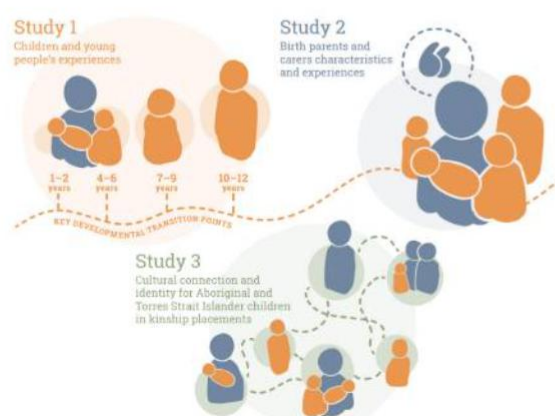 Study 1
Children and young
people's experiences
1–2
years
4–6
years
7–9
years
10–12
years
KEY DEVELOPMENTAL TRANSITION POINTS
Study 2
Birth parents and
carers characteristics
and experiences
Study 3
Cultural connection and
identity for Aboriginal and
Torres Strait Islander children
in kinship placements